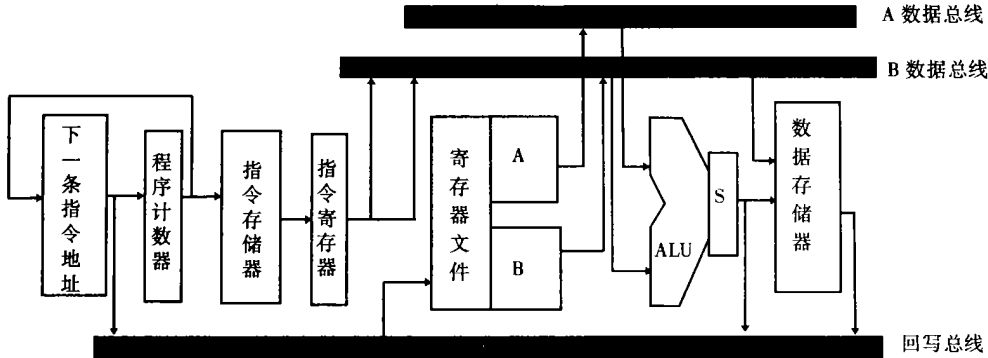 A 数据总线
B 数据总线
下一条指令地址
程序计数器
指令存储器
指令寄存器
寄存器文件
A
B
ALU
S
数据存储器
回写总线